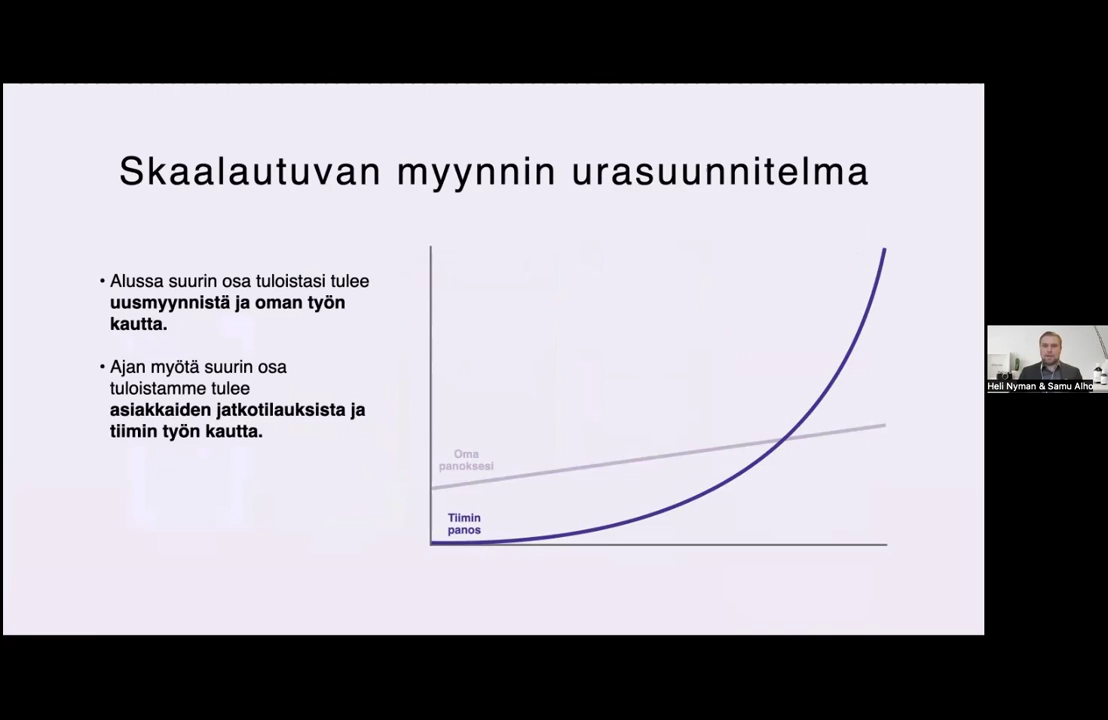 Skaalautuvan myynnin urasuunnitelma
• Alussa suurin osa tuloistasi tulee
uusmyynnistä ja oman työn
kautta.
• Ajan myötä suurin osa
tuloistamme tulee
asiakkaiden jatkotilauksista ja
tiimin työn kautta.
Oma
panoksesi
Tiimin
panos
Heli Nyman & Samu Alho